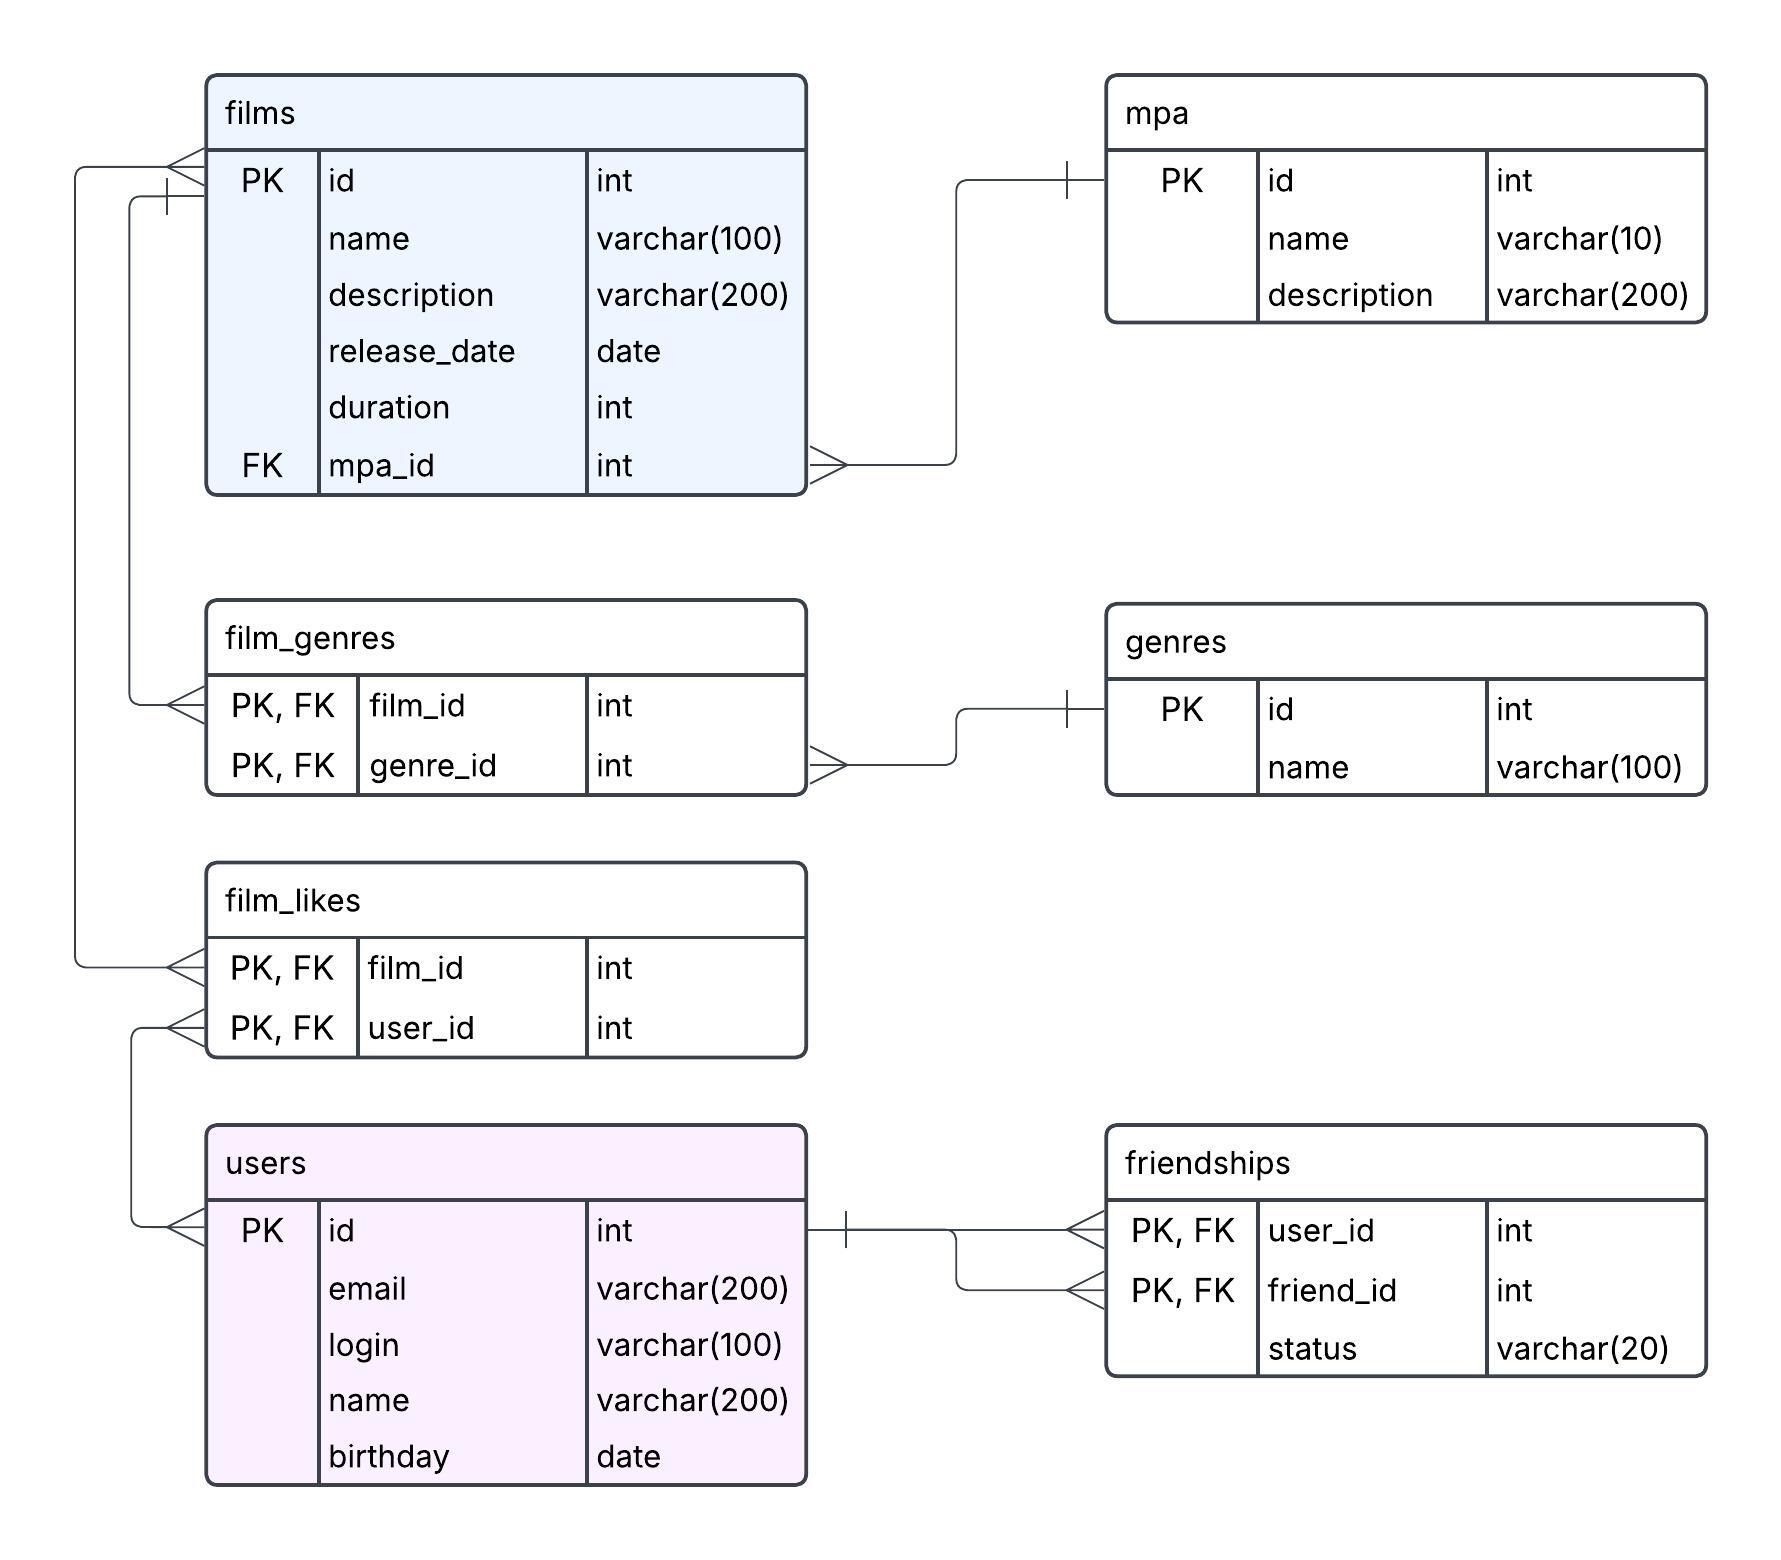 films
PK id int
name varchar(100)
description varchar(200)
release_date date
duration int
FK mpa_id int
mpa
PK id int
name varchar(10)
description varchar(200)
film_genres
PK, FK film_id int
PK, FK genre_id int
genres
PK id int
name varchar(100)
film_likes
PK, FK film_id int
PK, FK user_id int
users
PK id int
email varchar(200)
login varchar(100)
name varchar(200)
birthday date
friendships
PK, FK user_id int
PK, FK friend_id int
status varchar(20)